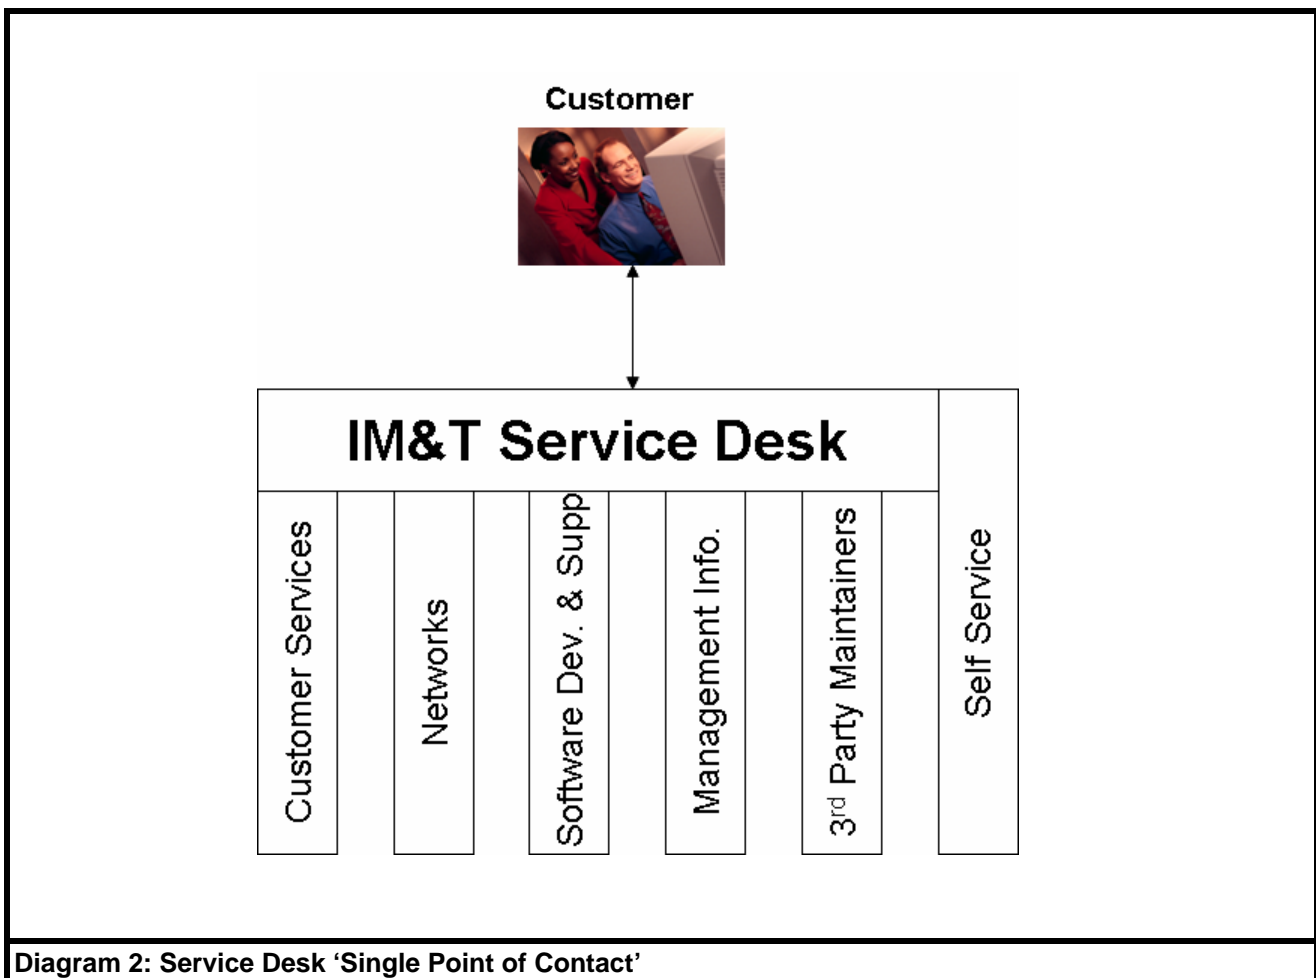 Customer
IM&T Service Desk
Customer Services
Networks
Software Dev. & Supp
Management Info.
3rd Party Maintainers
Self Service
Diagram 2: Service Desk ‘Single Point of Contact’